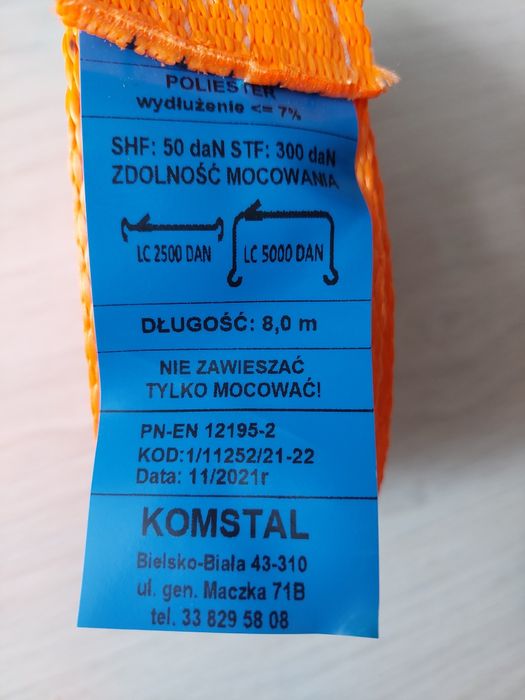 POLIESTER
wydłużenie <= 7%
SHF: 50 daN STF: 300 daN
ZDOLNOŚĆ MOCOWANIA
LC 2500 DAN LC 5000 DAN
DŁUGOŚĆ: 8,0 m
NIE ZAWIESZAĆ
TYLKO MOCOWAĆ!
PN-EN 12195-2
KOD:1/11252/21-22
Data: 11/2021r
KOMSTAL
Bielsko-Biała 43-310
ul. gen. Maczka 71B
tel. 33 829 58 08